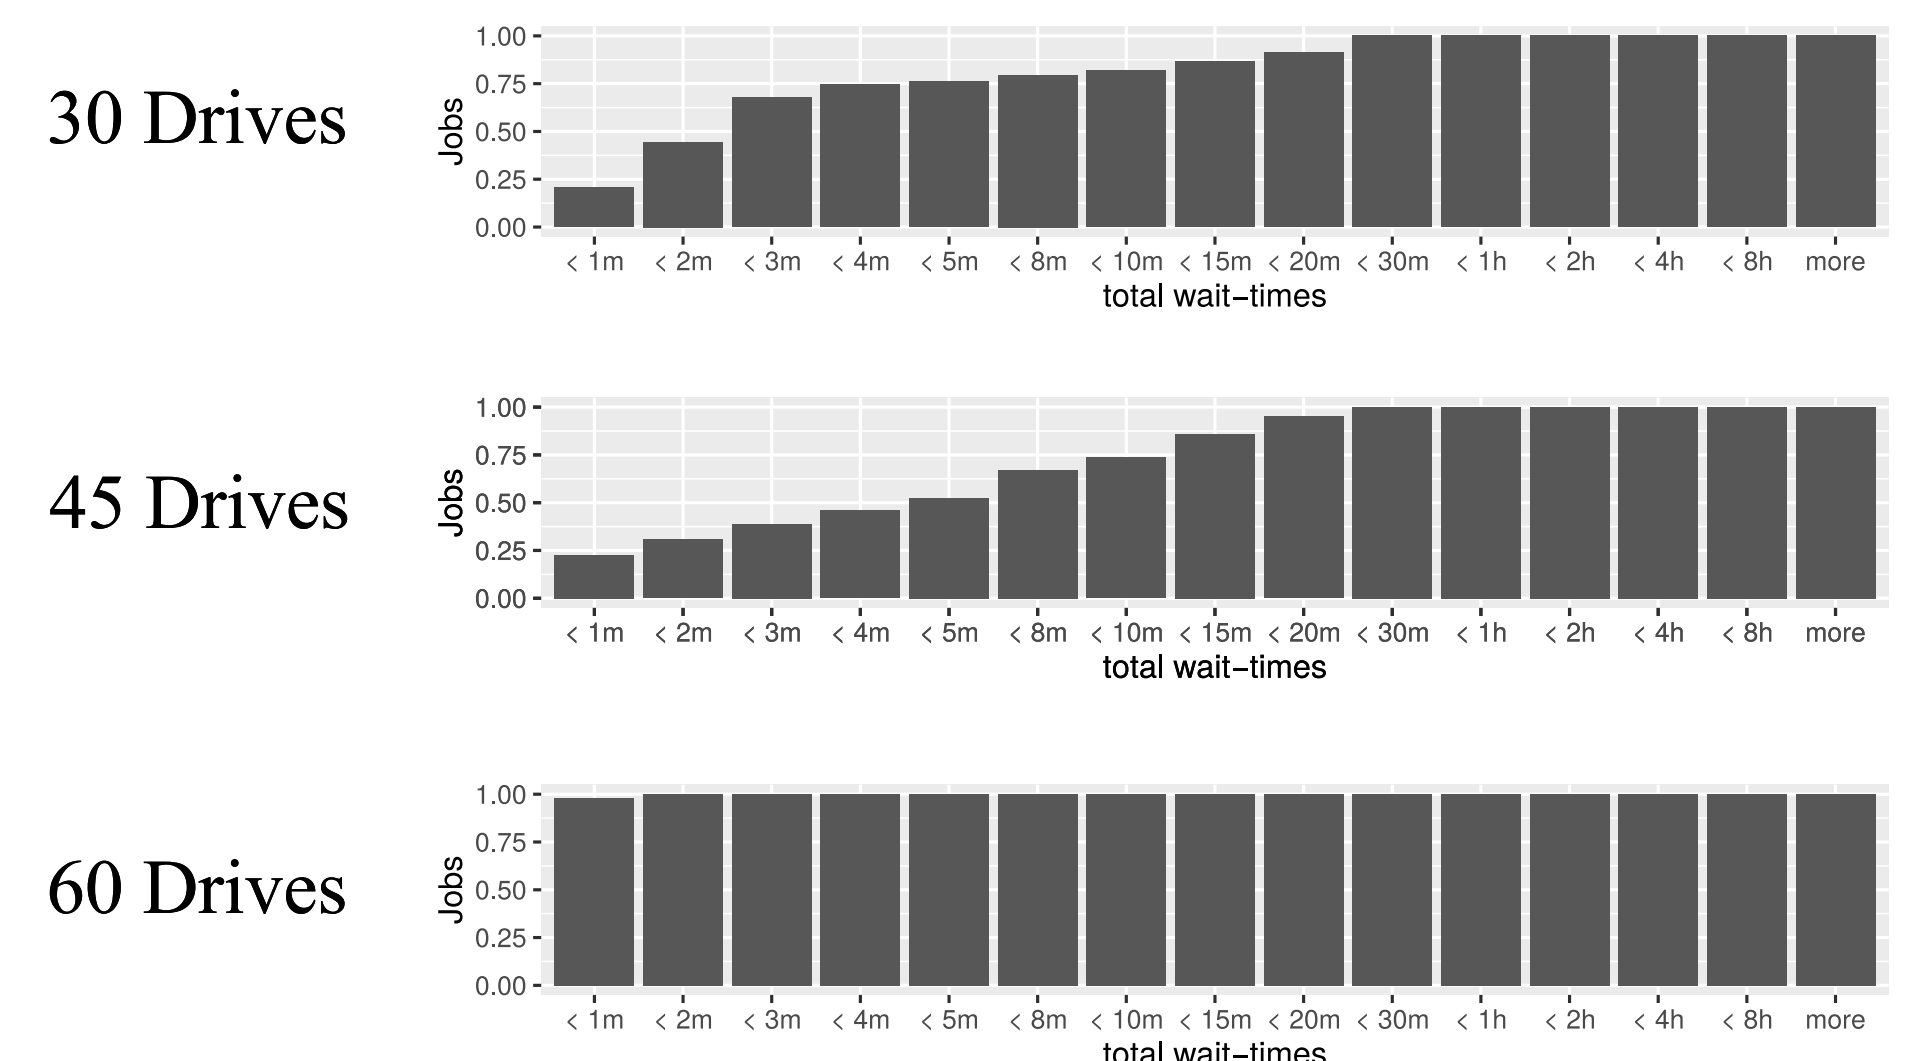 30 Drives
Jobs
1.00
0.75
0.50
0.25
0.00
< 1m < 2m < 3m < 4m < 5m < 8m < 10m < 15m < 20m < 30m < 1h < 2h < 4h < 8h more
total wait−times
45 Drives
Jobs
1.00
0.75
0.50
0.25
0.00
< 1m < 2m < 3m < 4m < 5m < 8m < 10m < 15m < 20m < 30m < 1h < 2h < 4h < 8h more
total wait−times
60 Drives
Jobs
1.00
0.75
0.50
0.25
0.00
< 1m < 2m < 3m < 4m < 5m < 8m < 10m < 15m < 20m < 30m < 1h < 2h < 4h < 8h more
total wait−times